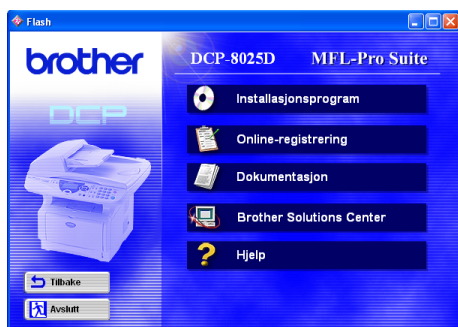 Flash
brother
DCP-8025D MFL-Pro Suite
DCP
Installasjonsprogram
Online-registrering
Dokumentasjon
Brother Solutions Center
Hjelp
Tilbake
Avslutt